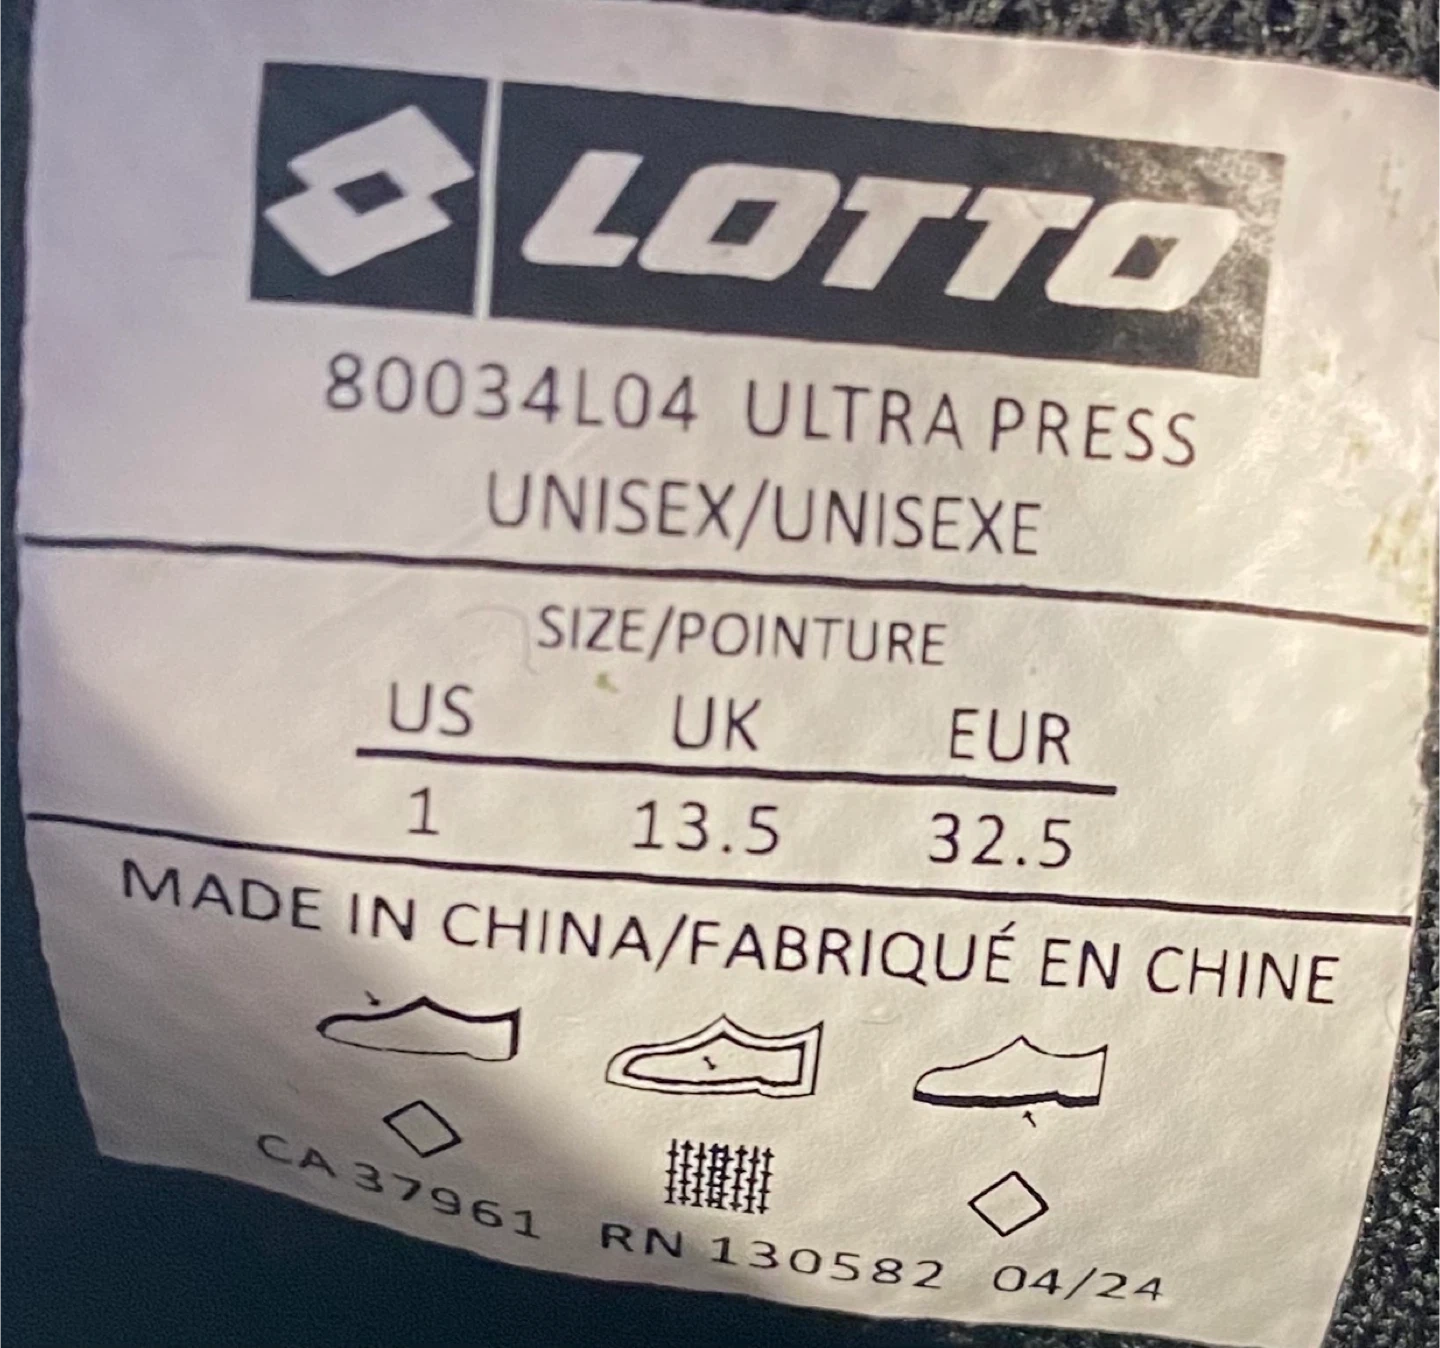 LOTTO
80034L04 ULTRA PRESS
UNISEX/UNISEXE
SIZE/POINTURE
US UK EUR
1 13.5 32.5
MADE IN CHINA/FABRIQUÉ EN CHINE
CA 37961 RN 130582 04/24